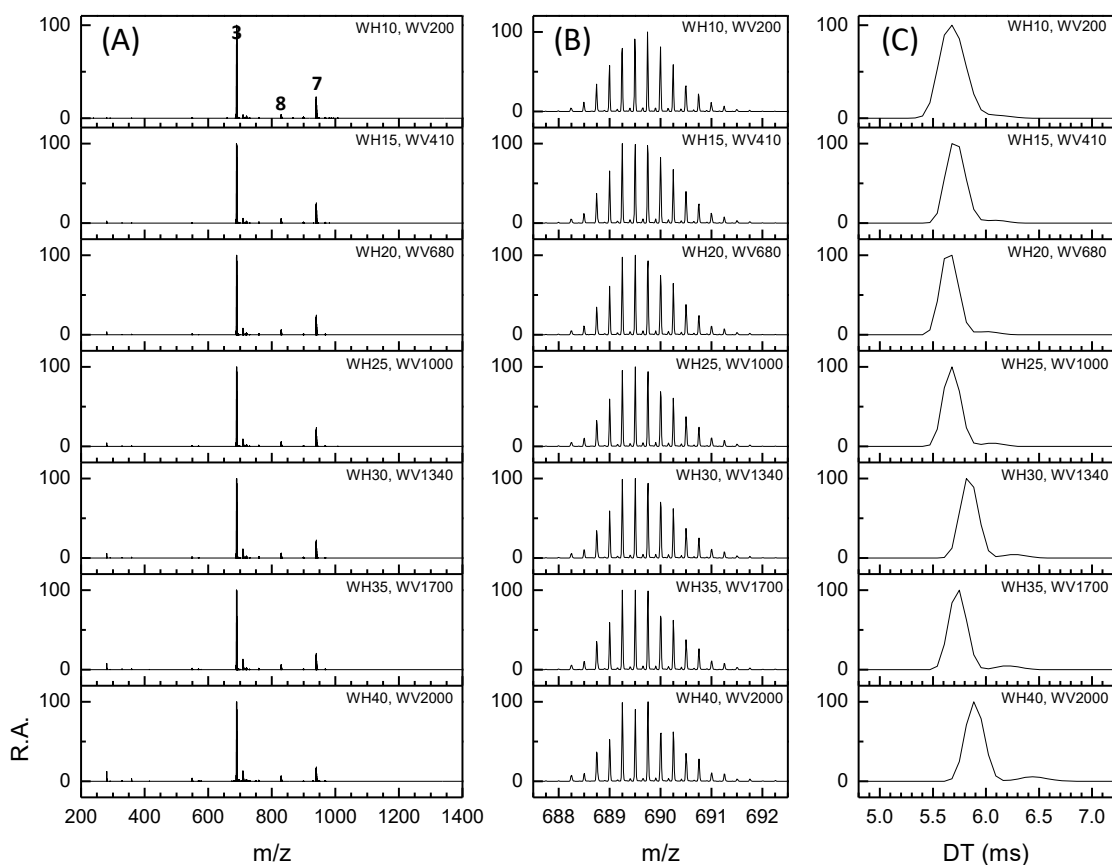 (A)
3
8
7
WH10, WV200
100
0
WH15, WV410
100
0
WH20, WV680
100
0
WH25, WV1000
100
0
WH30, WV1340
100
0
WH35, WV1700
100
0
WH40, WV2000
100
0
R.A.
200 400 600 800 1000 1200 1400
m/z
(B)
WH10, WV200
100
0
WH15, WV410
100
0
WH20, WV680
100
0
WH25, WV1000
100
0
WH30, WV1340
100
0
WH35, WV1700
100
0
WH40, WV2000
100
0
688 689 690 691 692
m/z
(C)
WH10, WV200
100
0
WH15, WV410
100
0
WH20, WV680
100
0
WH25, WV1000
100
0
WH30, WV1340
100
0
WH35, WV1700
100
0
WH40, WV2000
100
0
5.0 5.5 6.0 6.5 7.0
DT (ms)